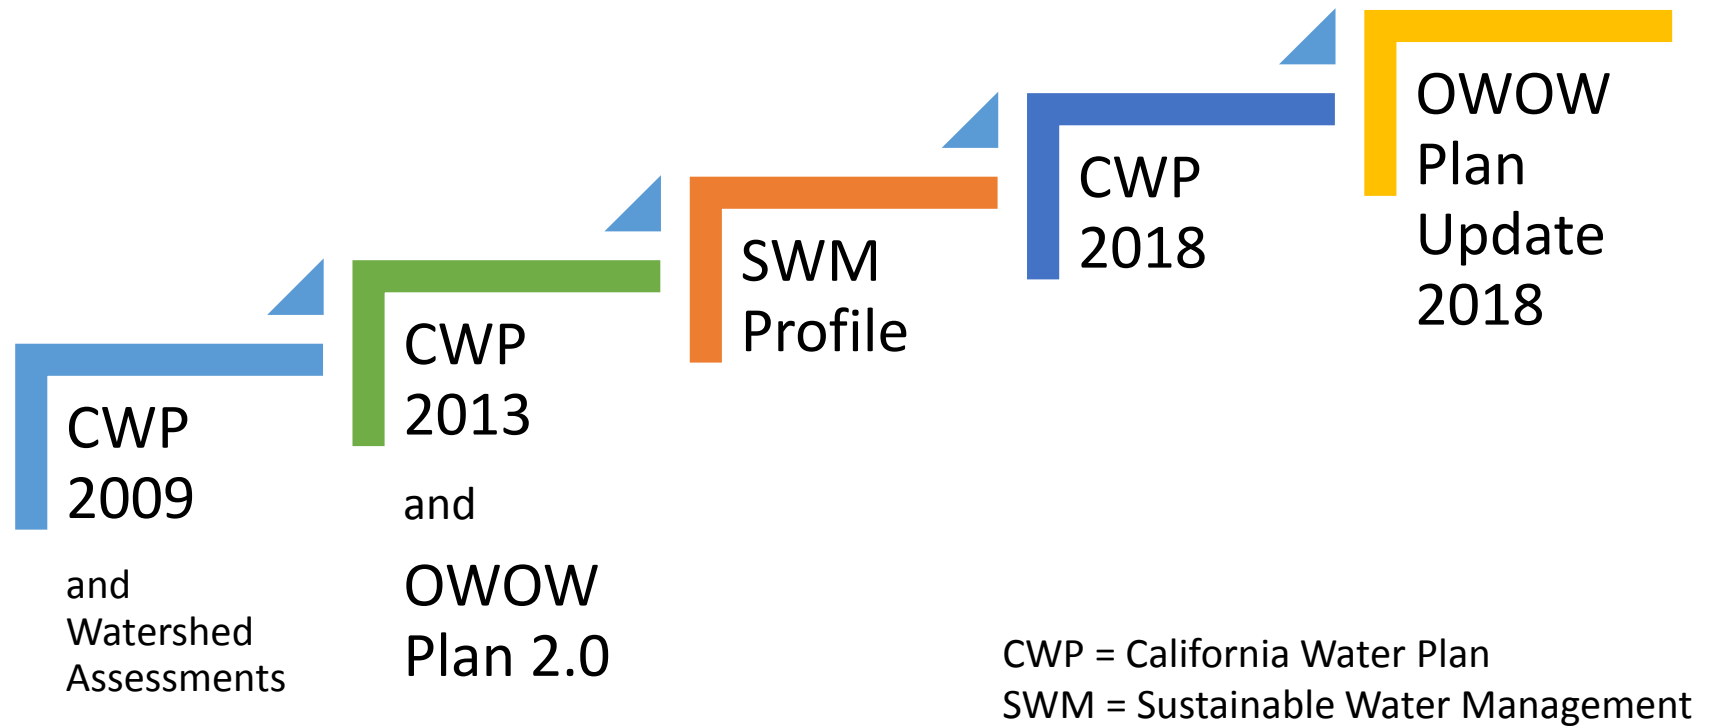 CWP
2009
and
Watershed
Assessments
CWP
2013
and
OWOW
Plan 2.0
SWM
Profile
CWP
2018
OWOW
Plan
Update
2018
CWP = California Water Plan
SWM = Sustainable Water Management